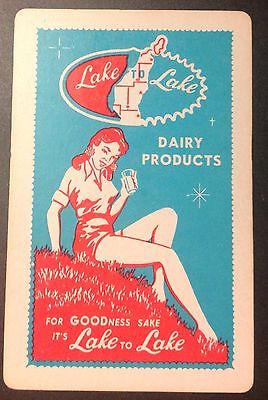 Lake TO Lake
DAIRY
PRODUCTS
FOR GOODNESS SAKE
IT'S Lake TO Lake